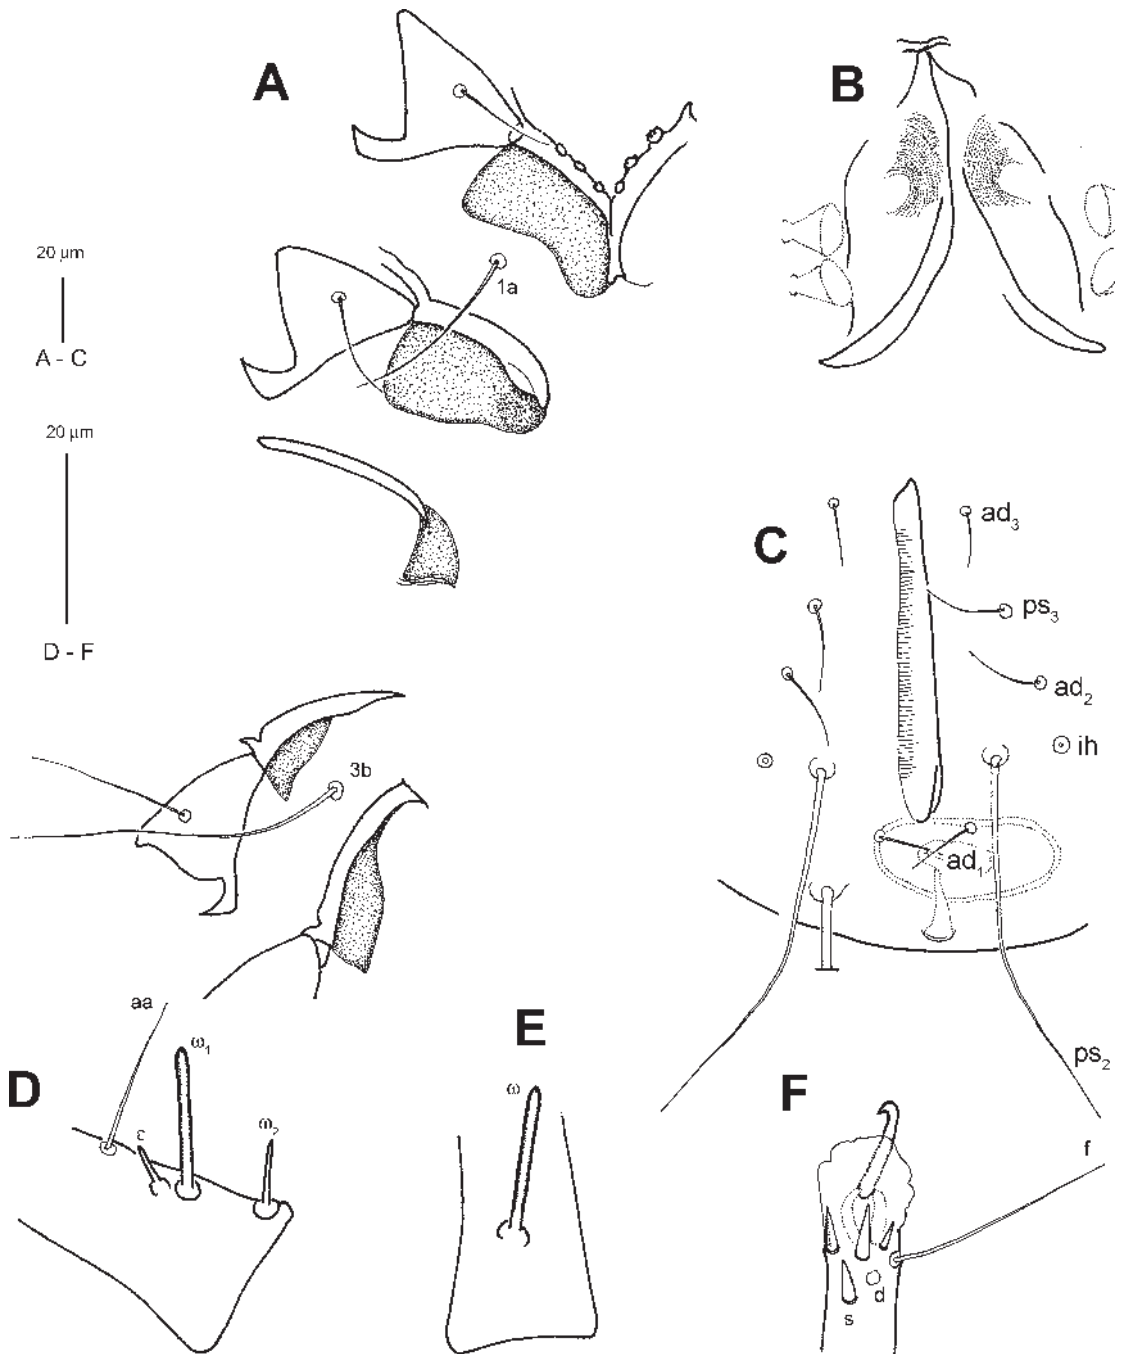 A
B
20 µm
1a
A - C
20 µm
C
ad₃
ps₃
D - F
ad₂
ih
3b
ad₁
aa
E
ω₁
ps₂
D
ω
F
ε
ω₂
f
d
s